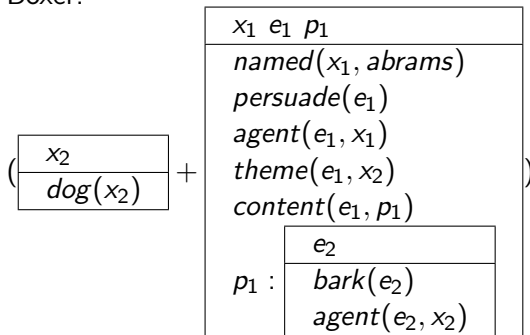 Boxer:
x₁ e₁ p₁
named(x₁, abrams)
persuade(e₁)
agent(e₁, x₁)
( x₂ + theme(e₁, x₂) )
dog(x₂)
content(e₁, p₁)
e₂
p₁ : bark(e₂)
agent(e₂, x₂)